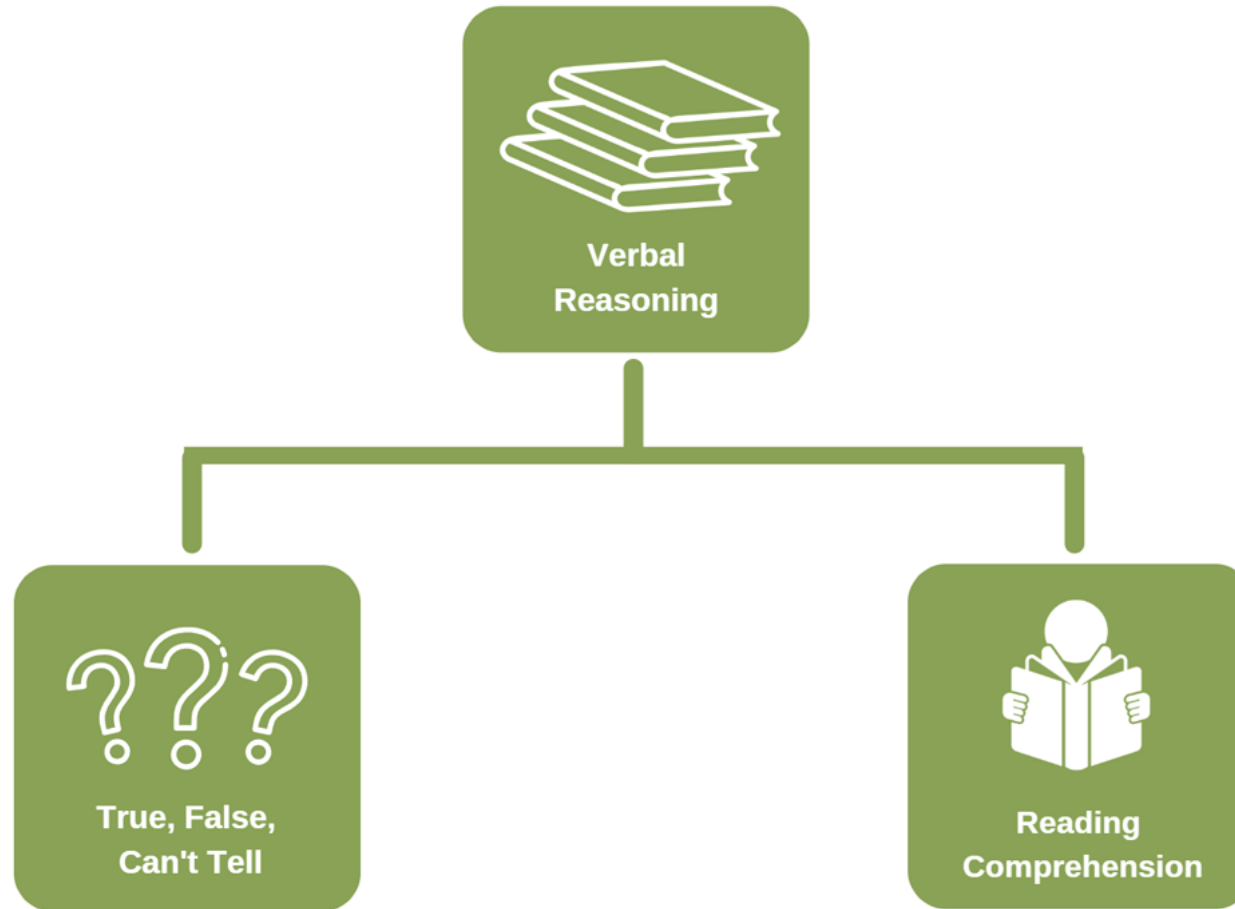 Verbal
Reasoning
True, False,
Can't Tell
Reading
Comprehension